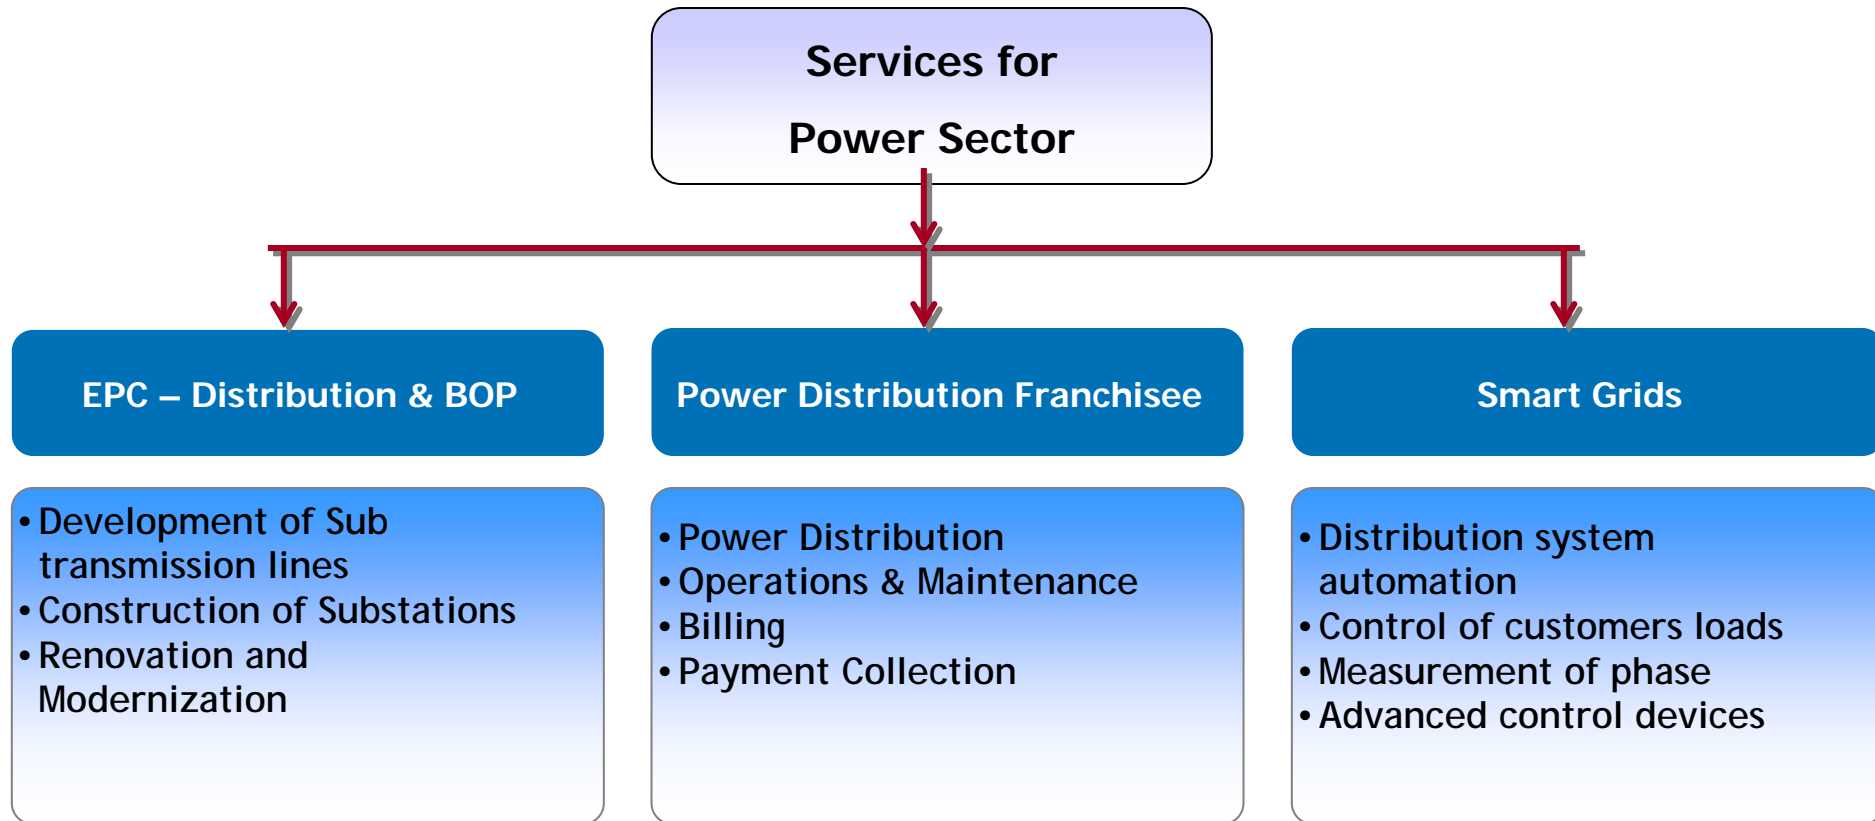 Services for
Power Sector
EPC – Distribution & BOP
Power Distribution Franchisee
Smart Grids
• Development of Sub
transmission lines
• Construction of Substations
• Renovation and
Modernization
• Power Distribution
• Operations & Maintenance
• Billing
• Payment Collection
• Distribution system
automation
• Control of customers loads
• Measurement of phase
• Advanced control devices